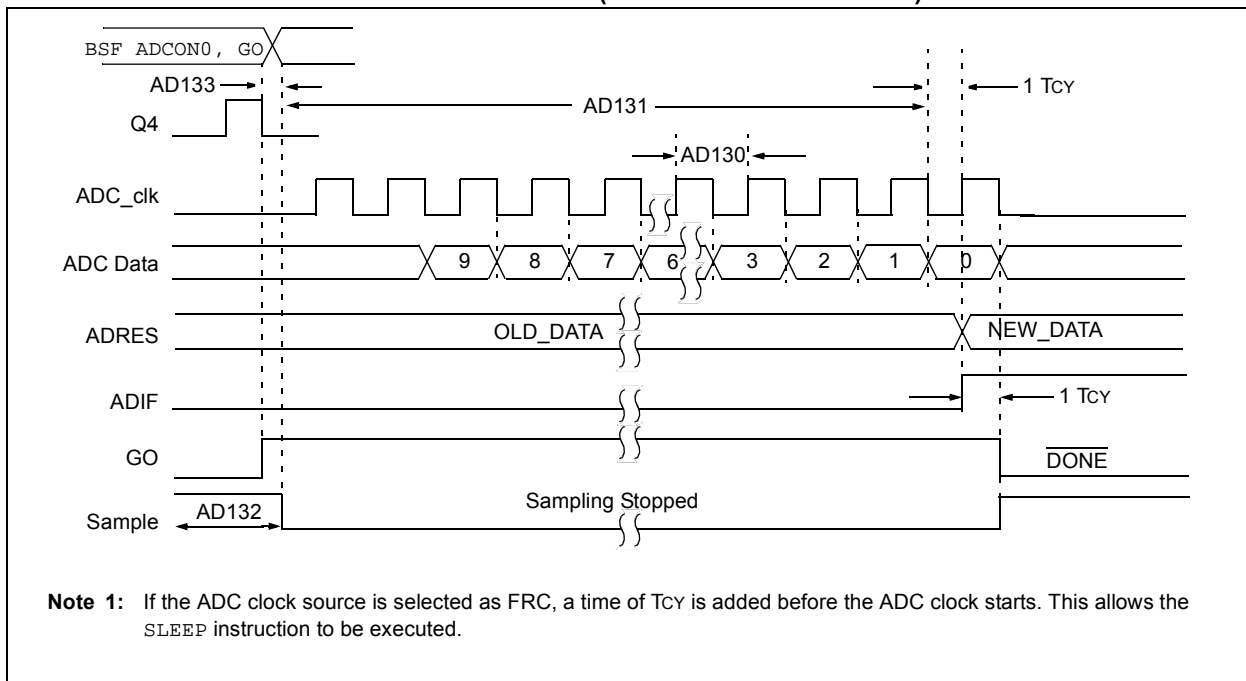 BSF ADCON0, GO
AD133
1 TCY
AD131
Q4
AD130
ADC_clk
ADC Data 9 8 7 6 3 2 1 0
ADRES OLD_DATA NEW_DATA
ADIF 1 TCY
GO DONE
Sample AD132 Sampling Stopped
Note 1: If the ADC clock source is selected as FRC, a time of TCY is added before the ADC clock starts. This allows the
SLEEP instruction to be executed.